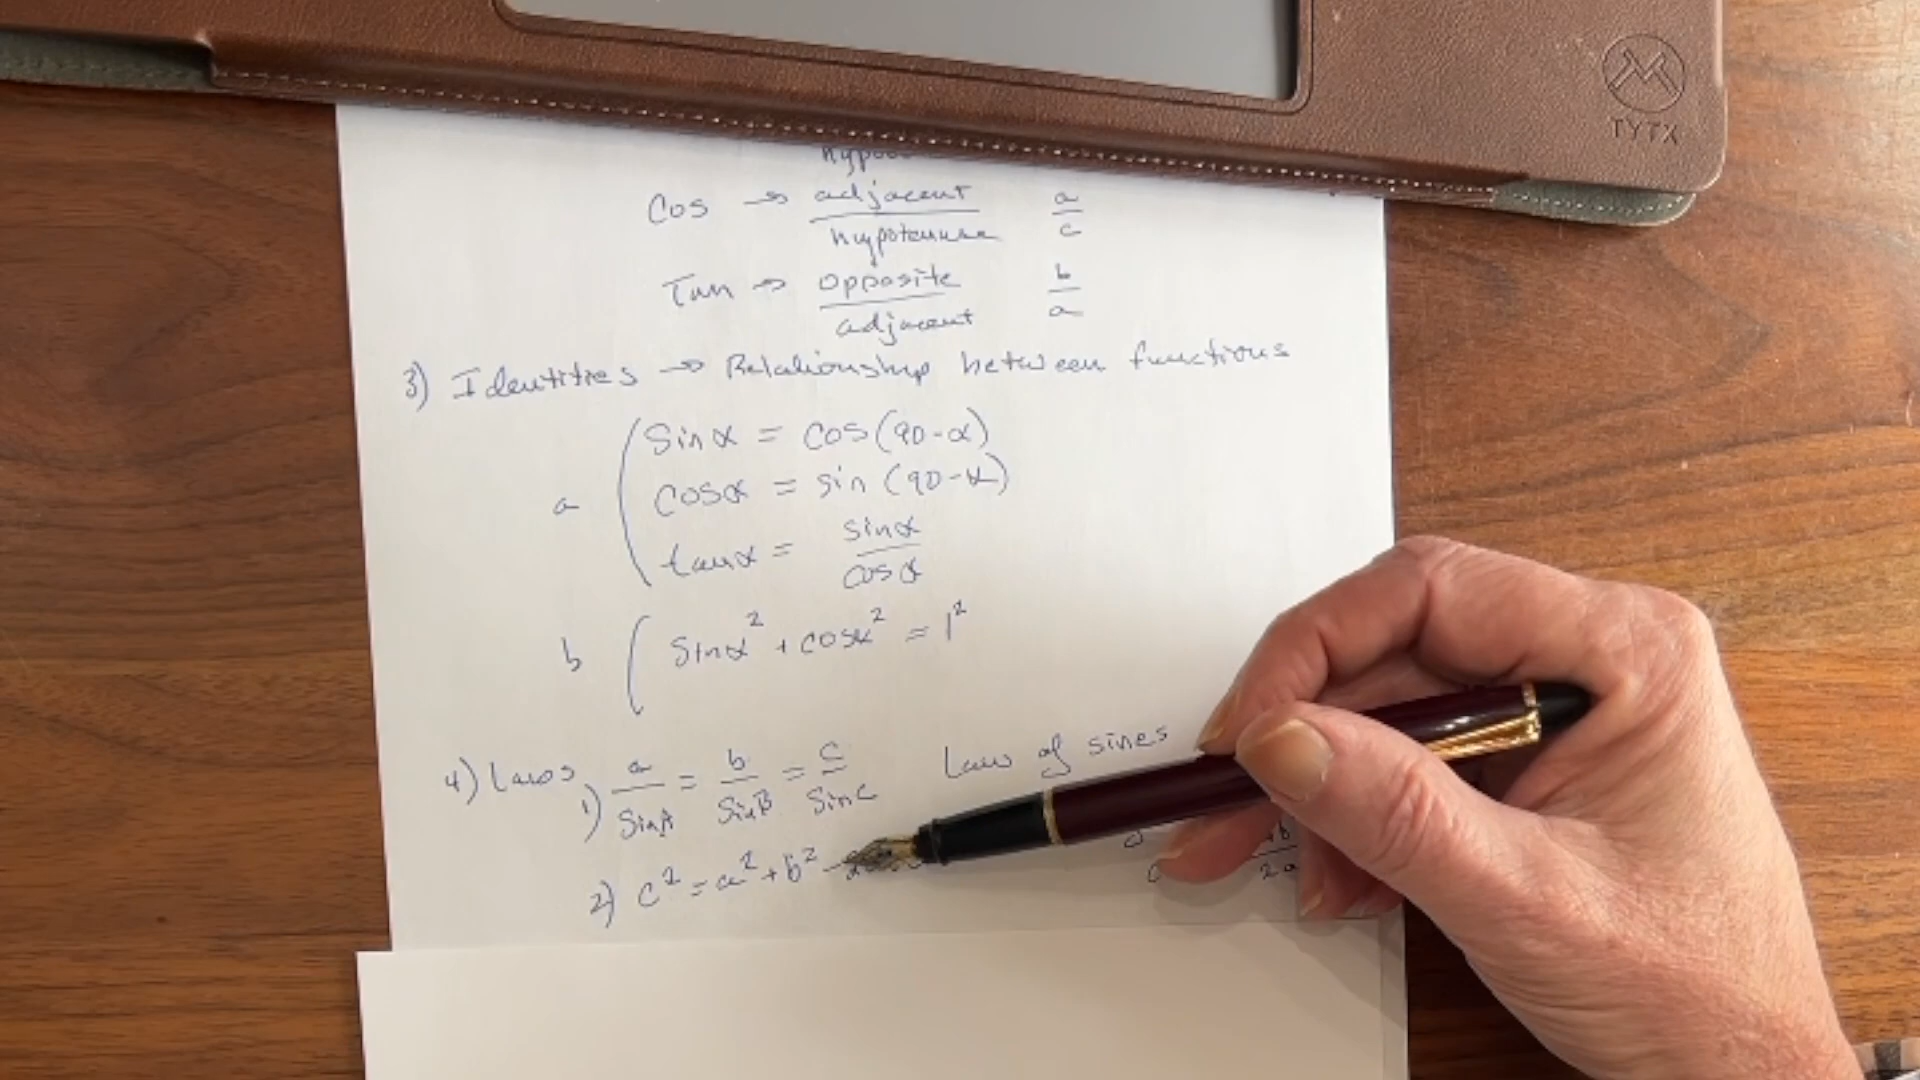 TYTX
Cos → adjacent / hypotenuse a/c
Tan → opposite / adjacent b/a
3) Identities → Relationship between functions
a ( Sin α = cos (90-α)
cos α = sin (90-α)
tan α = sin α / cos α
b ( Sin α² + cos α² = 1²
4) Laws 1) a/Sin A = b/Sin B = c/Sin C Law of sines
2) c² = a² + b² -